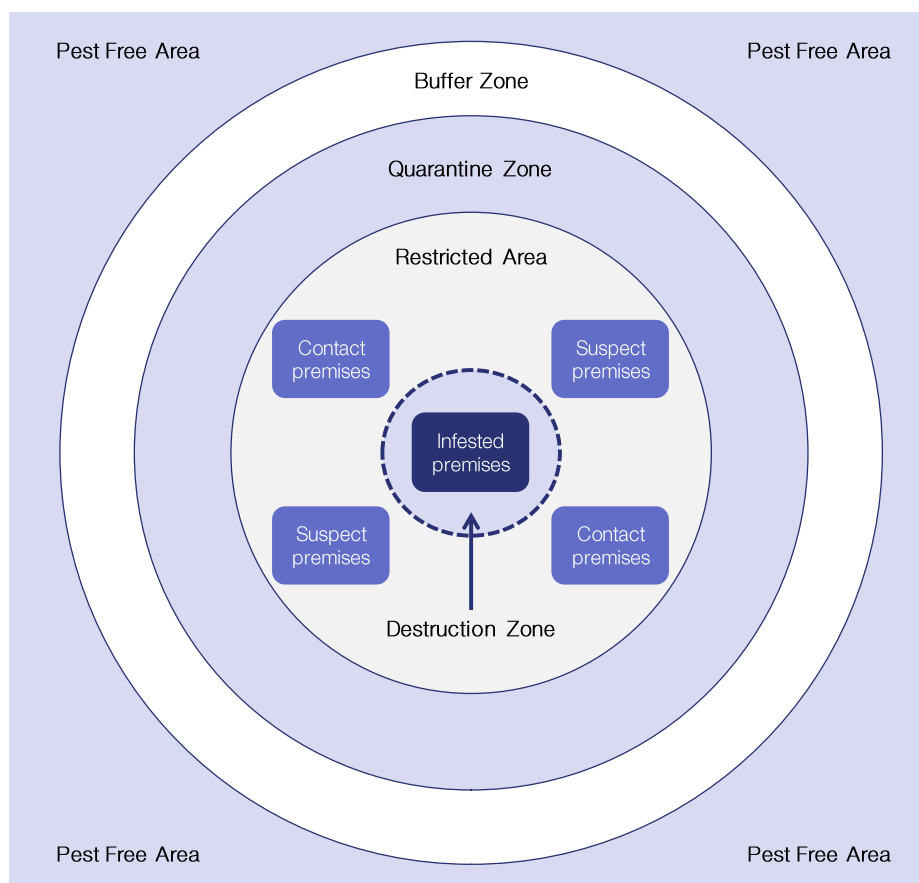 Pest Free Area
Pest Free Area
Buffer Zone
Quarantine Zone
Restricted Area
Contact
premises
Suspect
premises
Infested
premises
Suspect
premises
Contact
premises
Destruction Zone
Pest Free Area
Pest Free Area